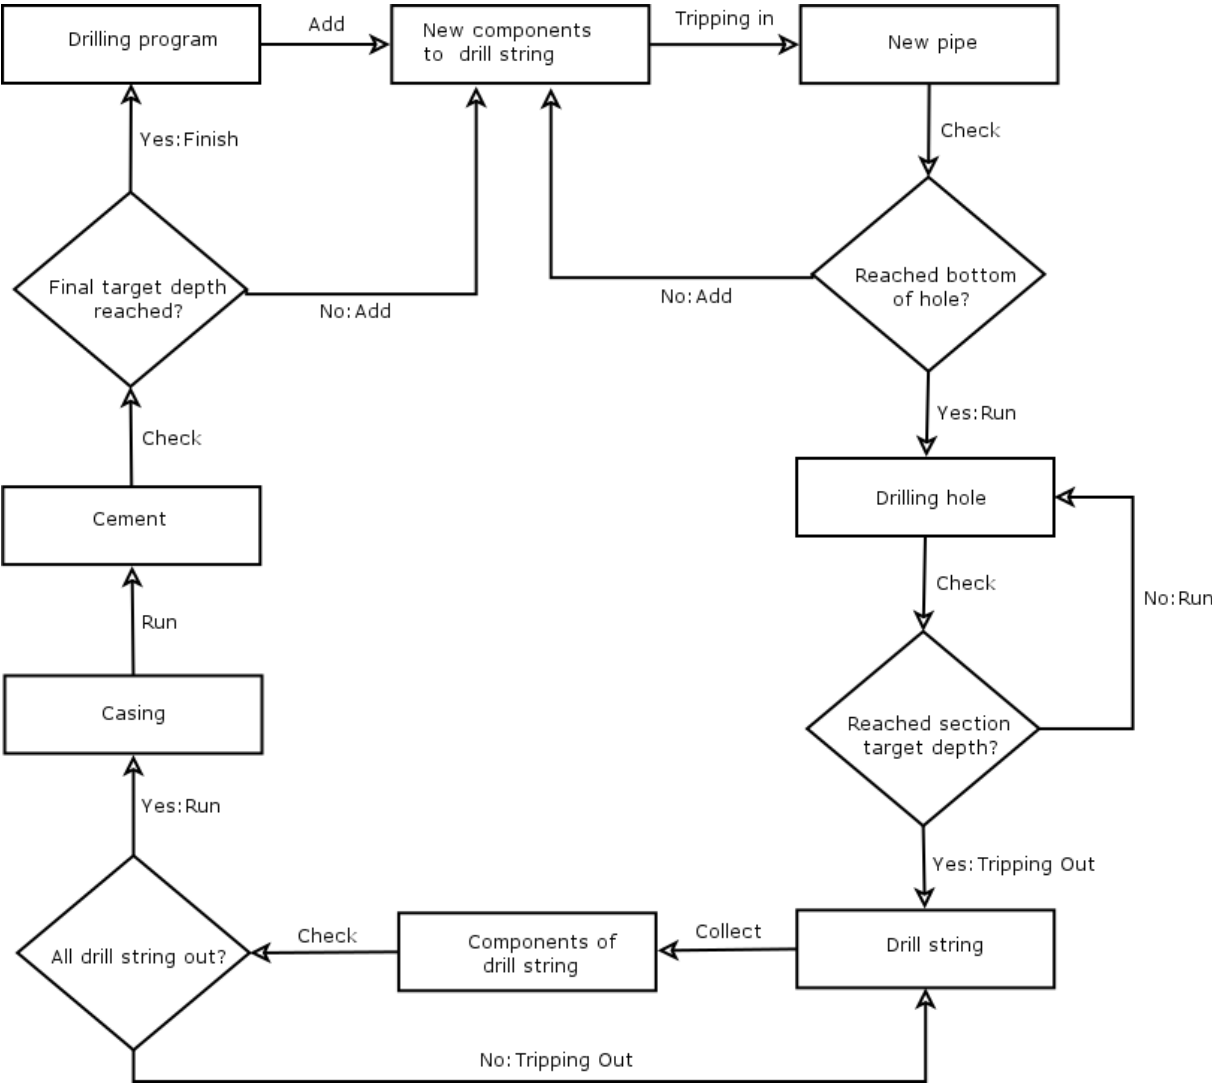 Drilling program
Add
New components
to drill string
Tripping in
New pipe
Check
Yes:Finish
Final target depth
reached?
No:Add
Reached bottom
of hole?
No:Add
Yes:Run
Check
Cement
Drilling hole
Check
No:Run
Run
Casing
Reached section
target depth?
Yes:Run
Yes:Tripping Out
All drill string out?
Check
Components of
drill string
Collect
Drill string
No:Tripping Out